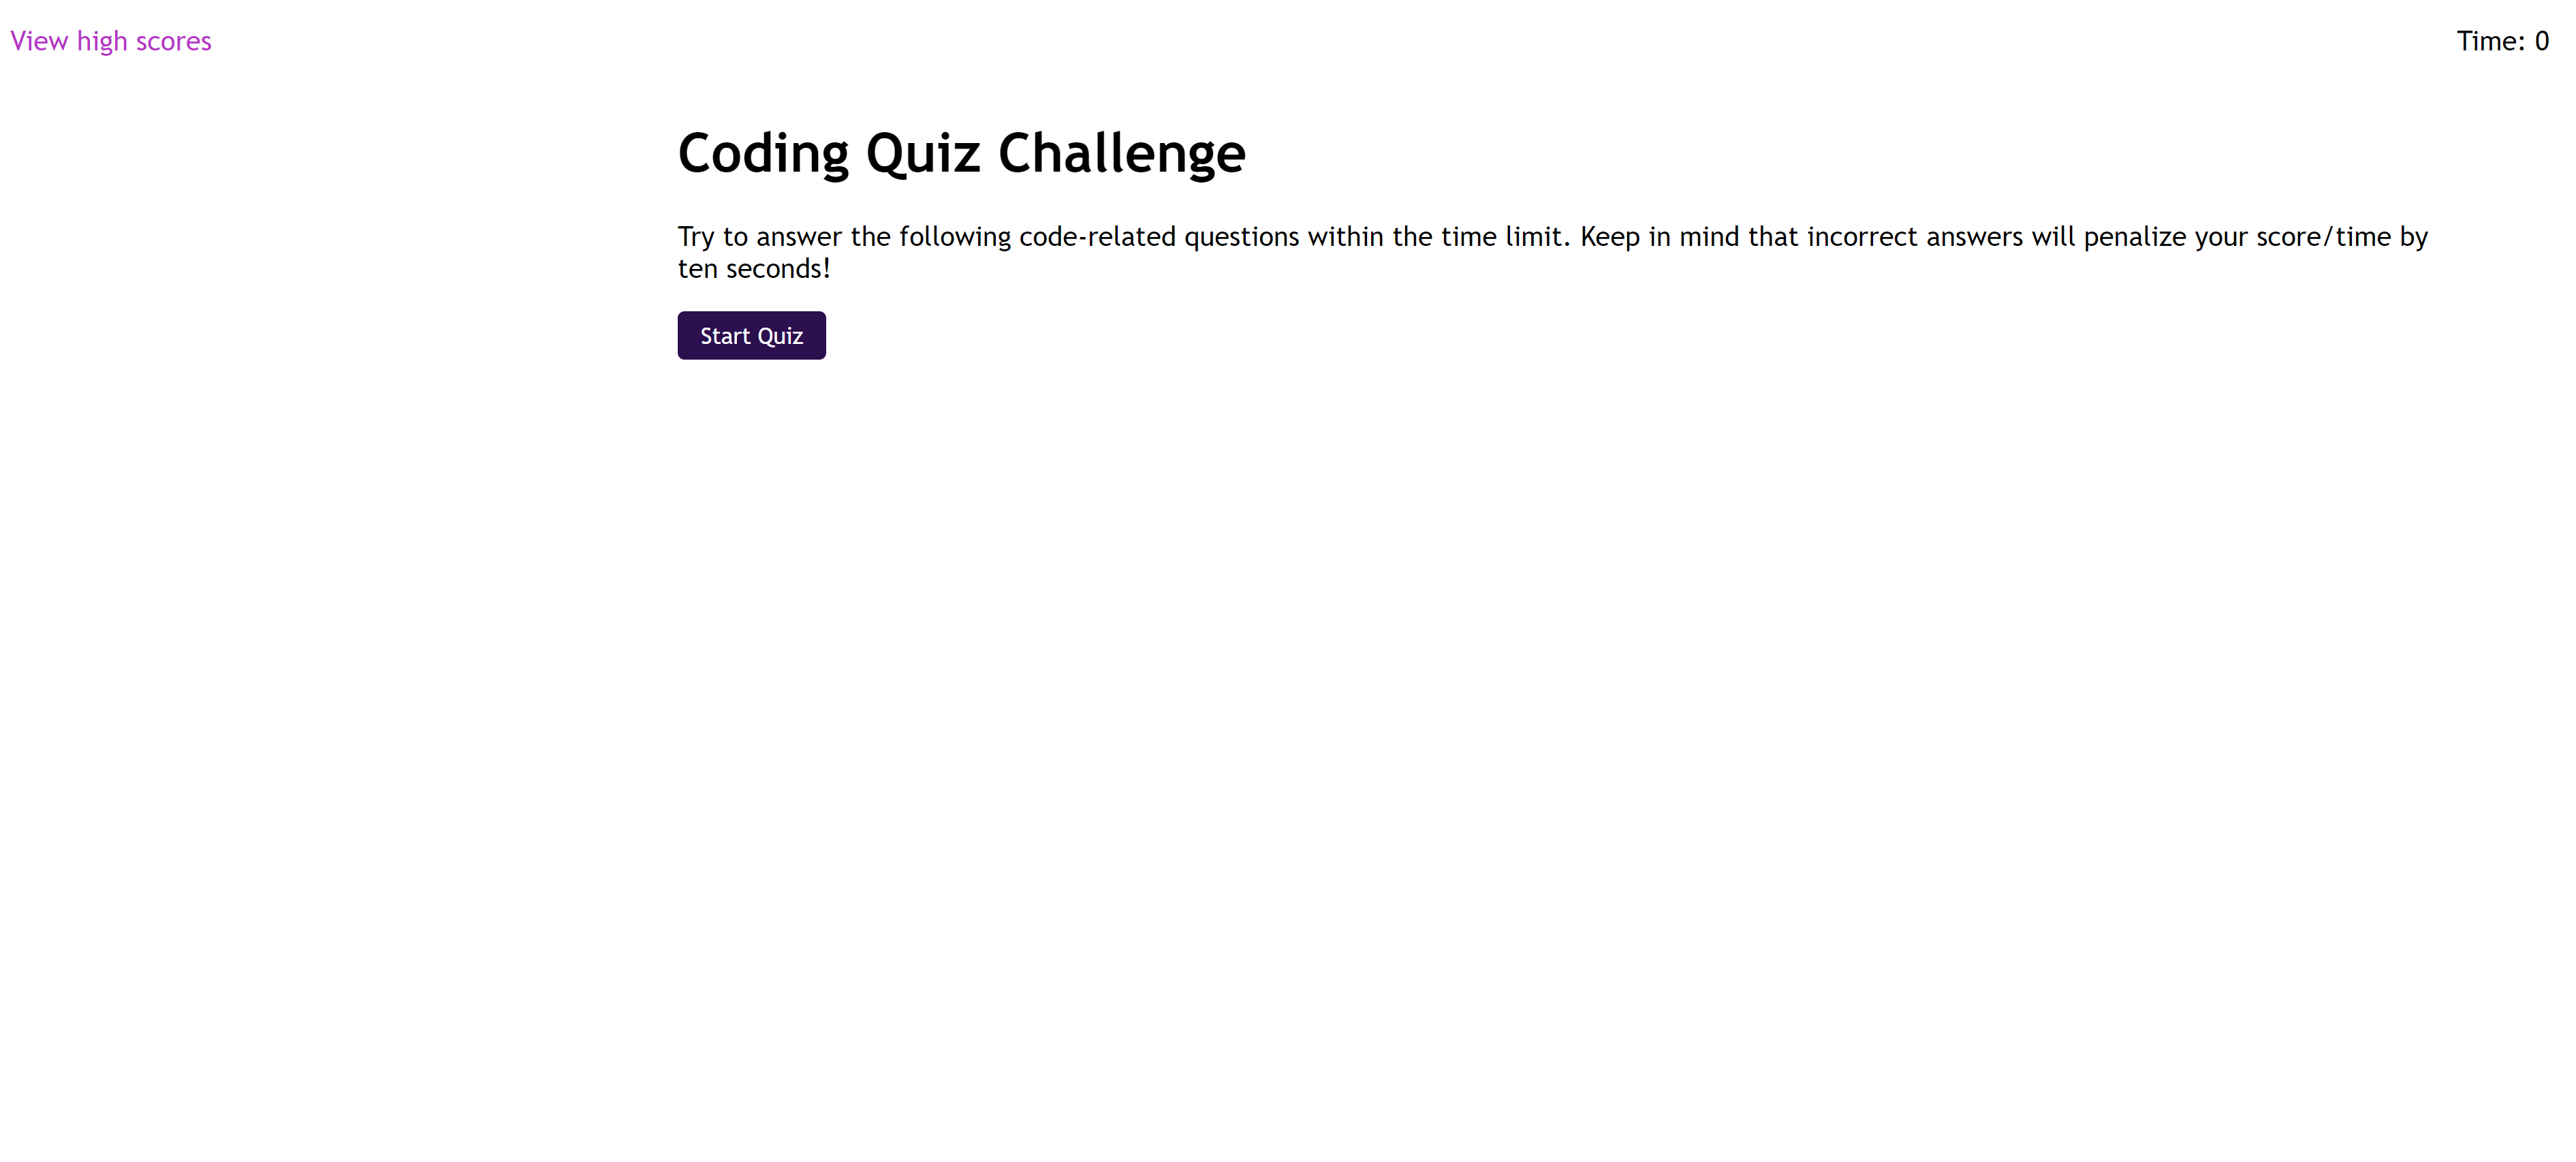 View high scores
Time: 0
Coding Quiz Challenge
Try to answer the following code-related questions within the time limit. Keep in mind that incorrect answers will penalize your score/time by
ten seconds!
Start Quiz